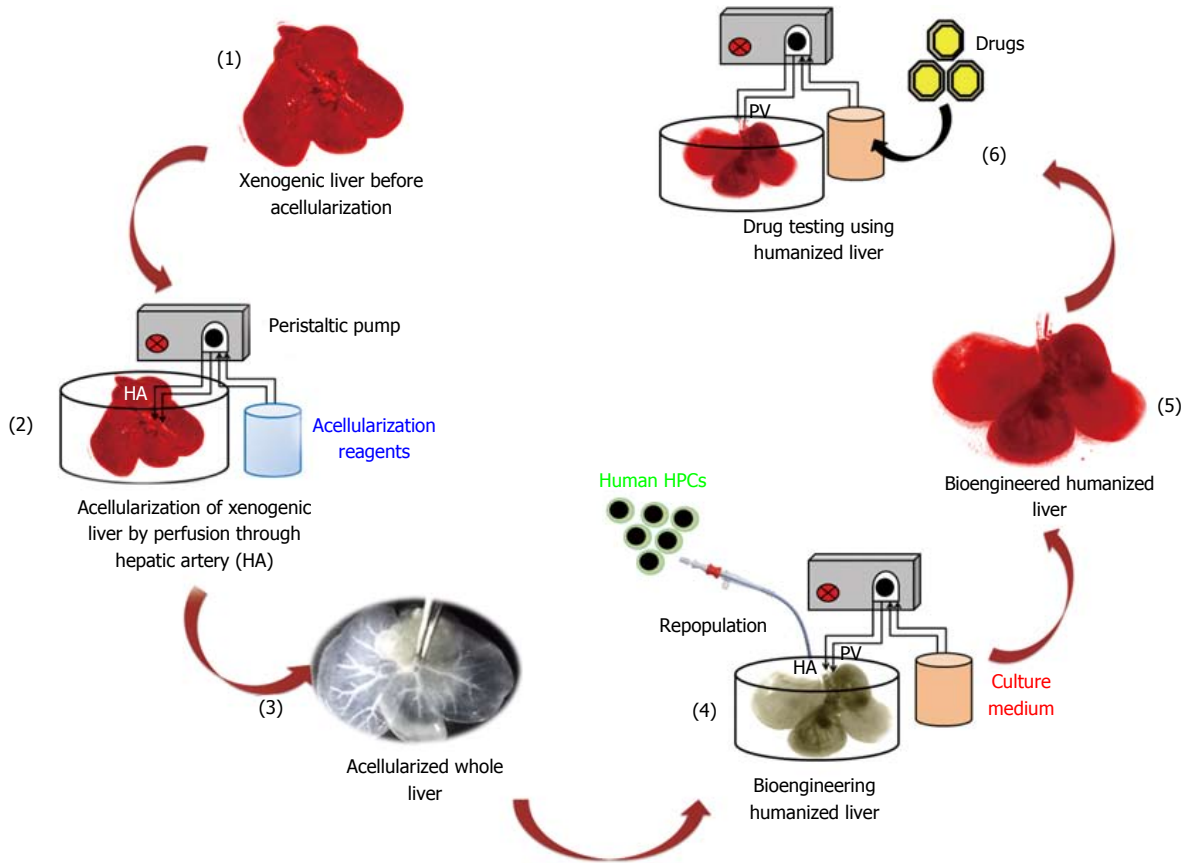 (1)
Xenogenic liver before
acellularization
Peristaltic pump
HA
(2)
Acellularization
reagents
Acellularization of xenogenic
liver by perfusion through
hepatic artery (HA)
(3)
Acellularized whole
liver
Human HPCs
Repopulation
HA
PV
(4)
Culture
medium
Bioengineering
humanized liver
(5)
Bioengineered humanized
liver
Drugs
PV
(6)
Drug testing using
humanized liver